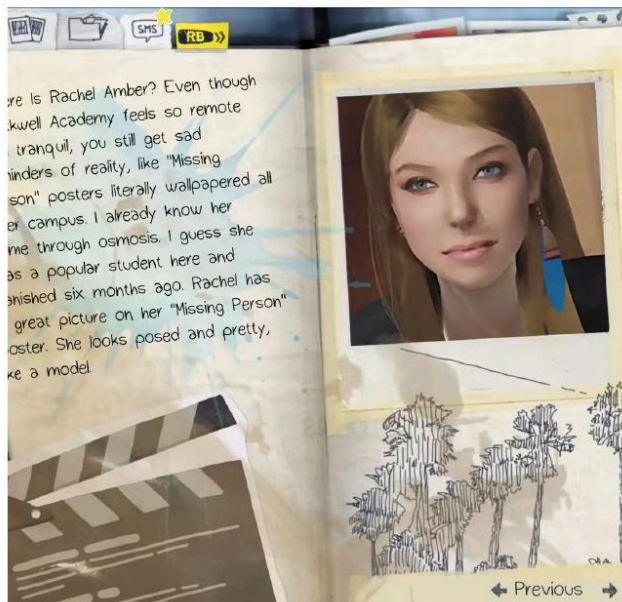 SMS
RB
re Is Rachel Amber? Even though
kwell Academy feels so remote
tranquil, you still get sad
inders of reality, like "Missing
son" posters literally wallpapered all
er campus. I already know her
me through osmosis. I guess she
as a popular student here and
anished six months ago. Rachel has
great picture on her "Missing Person"
oster. She looks posed and pretty,
ke a model.
Previous